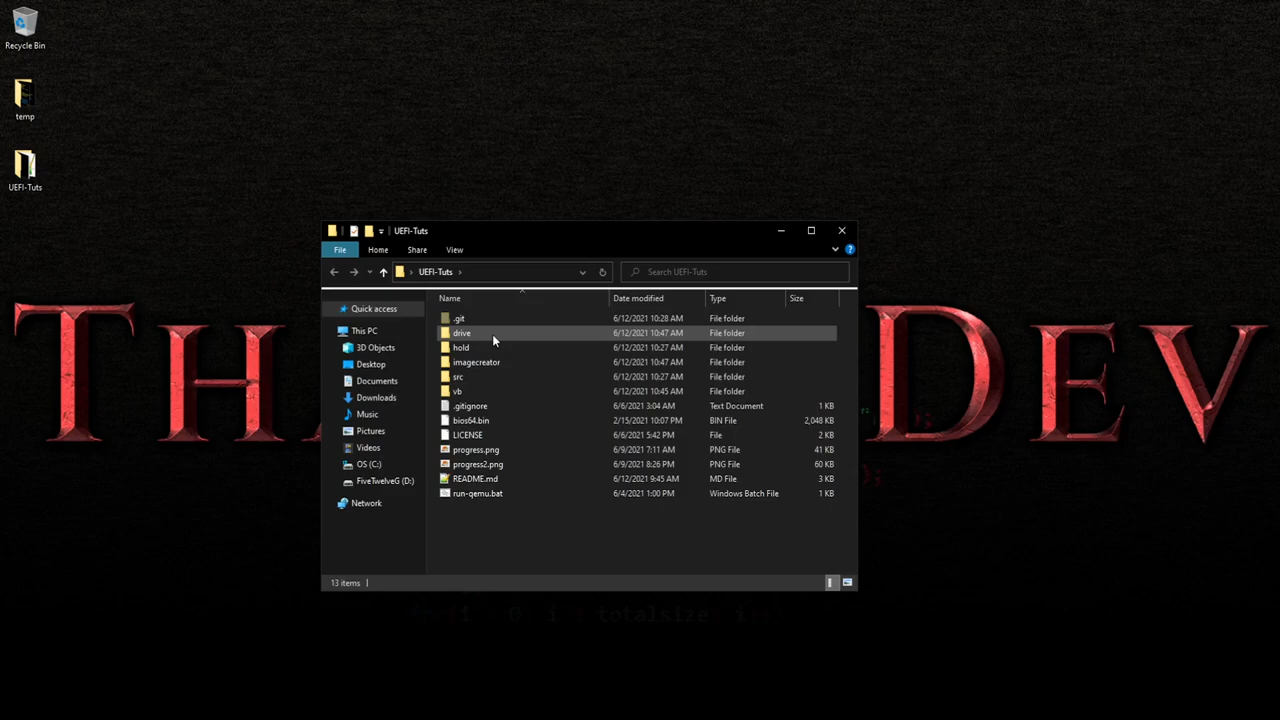 Recycle Bin
temp
UEFI-Tuts
UEFI-Tuts
File Home Share View
UEFI-Tuts
Search UEFI-Tuts
Name Date modified Type Size
Quick access
This PC
3D Objects
Desktop
Documents
Downloads
Music
Pictures
Videos
OS (C:)
FiveTwelveG (D:)
Network
.git 6/12/2021 10:28 AM File folder
drive 6/12/2021 10:47 AM File folder
hold 6/12/2021 10:27 AM File folder
imagecreator 6/12/2021 10:47 AM File folder
src 6/12/2021 10:27 AM File folder
vb 6/12/2021 10:45 AM File folder
.gitignore 6/6/2021 3:04 AM Text Document 1 KB
bios64.bin 2/15/2021 10:07 PM BIN File 2,048 KB
LICENSE 6/6/2021 5:42 PM File 2 KB
progress.png 6/9/2021 7:11 AM PNG File 41 KB
progress2.png 6/9/2021 8:26 PM PNG File 60 KB
README.md 6/12/2021 9:45 AM MD File 3 KB
run-qemu.bat 6/4/2021 1:00 PM Windows Batch File 1 KB
13 items
TH DEV
totalsize